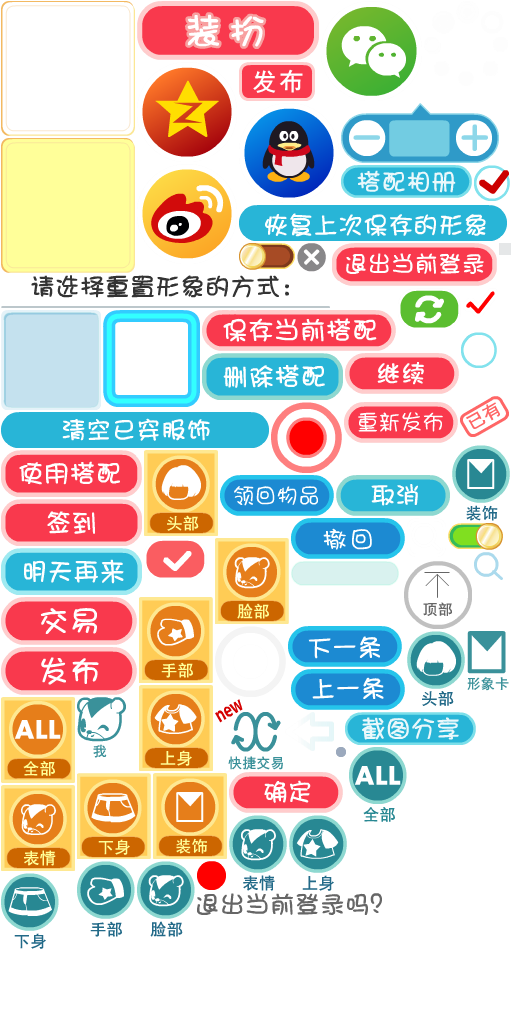 装扮
发布
搭配相册
恢复上次保存的形象
退出当前登录
请选择重置形象的方式：
保存当前搭配
删除搭配
继续
清空已穿服饰
重新发布
已有
使用搭配
头部
领回物品
取消
装饰
签到
撤回
明天再来
脸部
顶部
交易
手部
下一条
发布
上一条
头部
形象卡
ALL
全部
我
上身
new
快捷交易
截图分享
ALL
全部
表情
下身
装饰
确定
表情
上身
下身
手部
脸部
退出当前登录吗？